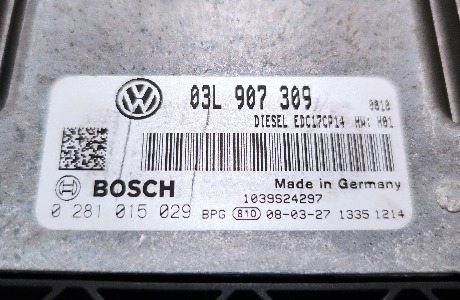 03L 907 309 0010
DIESEL EDC17CP14 HW: H01
BOSCH Made in Germany
1039S24297
0 281 015 029 BPG 810 08-03-27 1335 1214